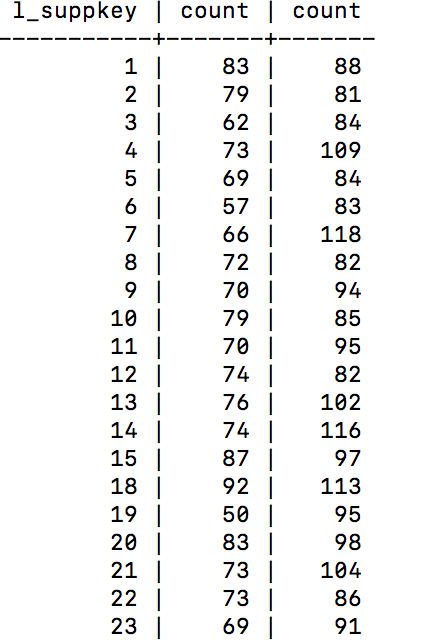 l_suppkey | count | count
-----------+-------+-------
         1 |    83 |    88
         2 |    79 |    81
         3 |    62 |    84
         4 |    73 |   109
         5 |    69 |    84
         6 |    57 |    83
         7 |    66 |   118
         8 |    72 |    82
         9 |    70 |    94
        10 |    79 |    85
        11 |    70 |    95
        12 |    74 |    82
        13 |    76 |   102
        14 |    74 |   116
        15 |    87 |    97
        18 |    92 |   113
        19 |    50 |    95
        20 |    83 |    98
        21 |    73 |   104
        22 |    73 |    86
        23 |    69 |    91